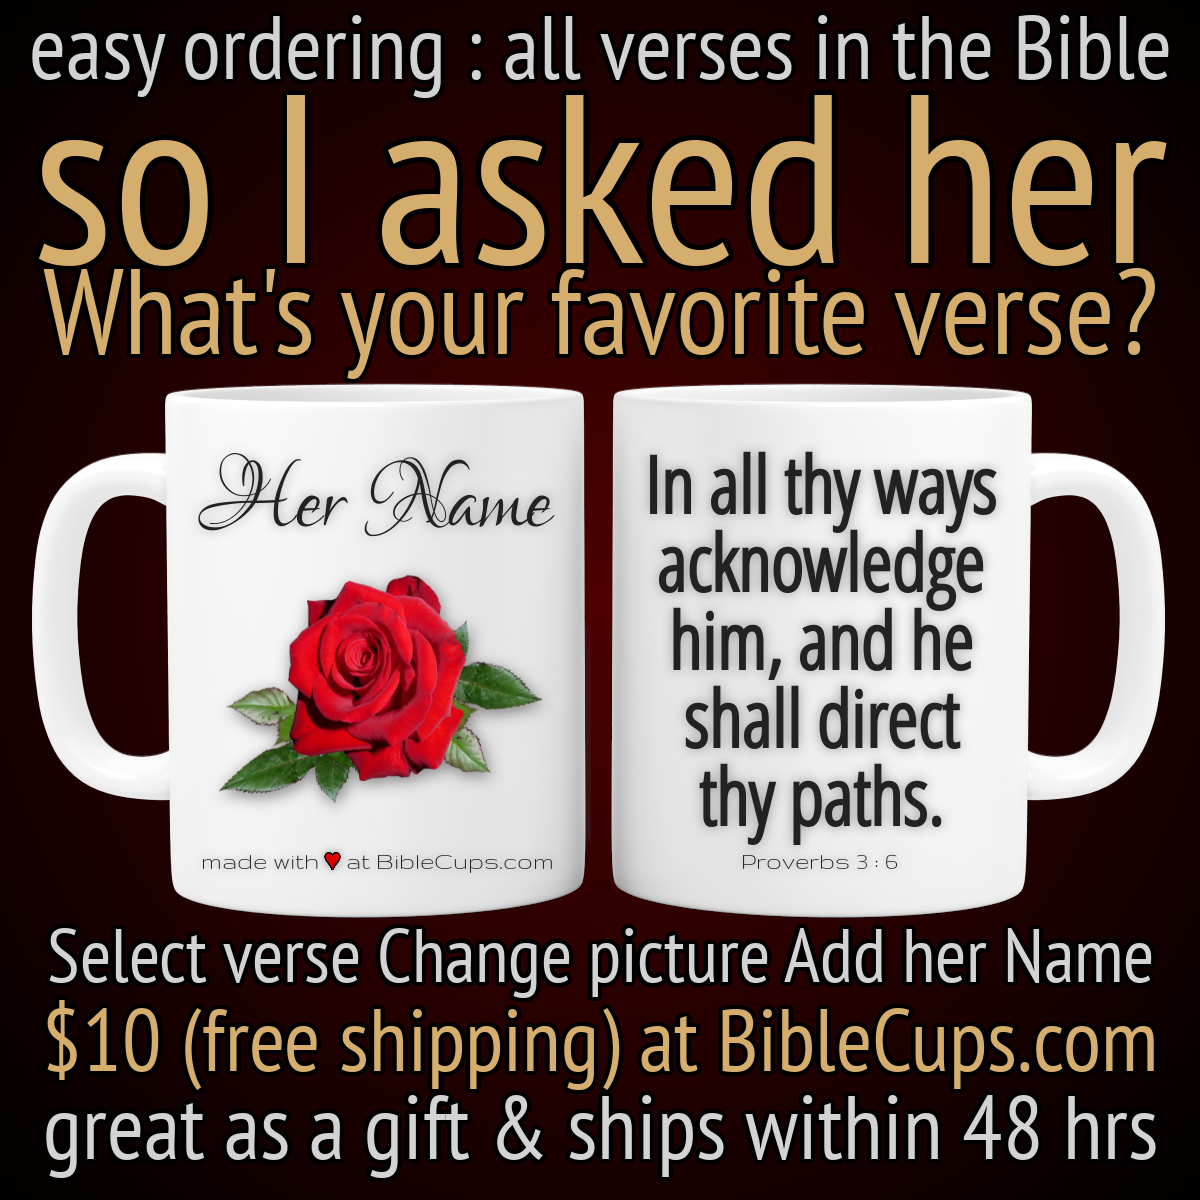 easy ordering : all verses in the Bible
so I asked her
What's your favorite verse?
Her Name
made with at BibleCups.com
In all thy ways
acknowledge
him, and he
shall direct
thy paths.
Proverbs 3 : 6
Select verse Change picture Add her Name
$10 (free shipping) at BibleCups.com
great as a gift & ships within 48 hrs